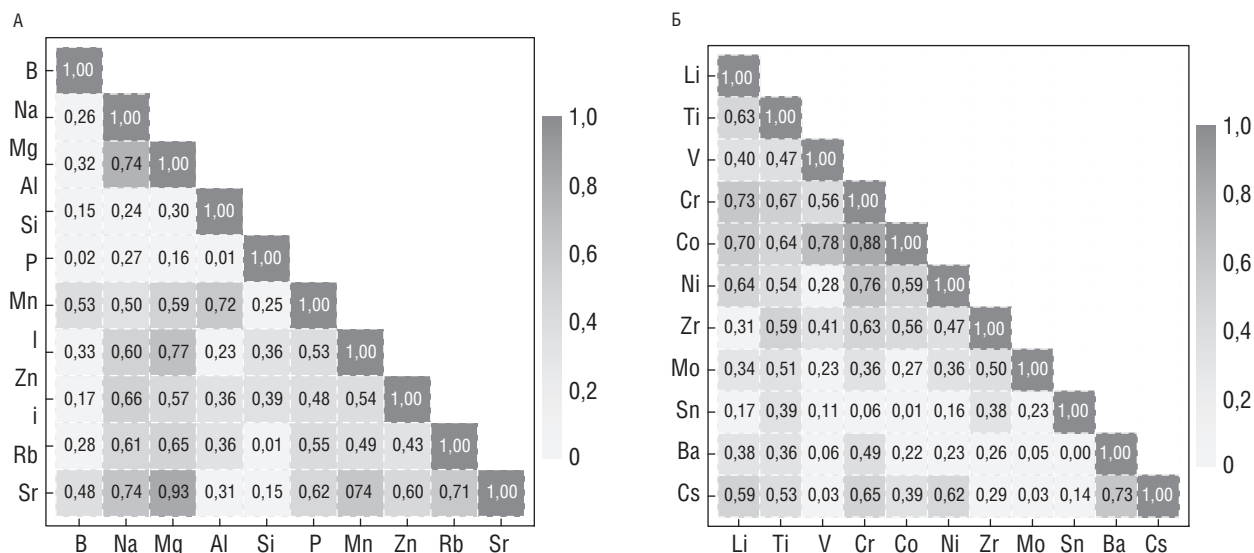 А
B 1,00
Na 0,26 1,00
Mg 0,32 0,74 1,00
Al
0,15 0,24 0,30 1,00
Si
0,02 0,27 0,16 0,01 1,00
P
Mn 0,53 0,50 0,59 0,72 0,25 1,00
I 0,33 0,60 0,77 0,23 0,36 0,53 1,00
Zn
i 0,17 0,66 0,57 0,36 0,39 0,48 0,54 1,00
Rb 0,28 0,61 0,65 0,36 0,01 0,55 0,49 0,43 1,00
Sr 0,48 0,74 0,93 0,31 0,15 0,62 074 0,60 0,71 1,00
B Na Mg Al Si P Mn Zn Rb Sr
1,0
0,8
0,6
0,4
0,2
0
Б
Li 1,00
Ti 0,63 1,00
V 0,40 0,47 1,00
Cr 0,73 0,67 0,56 1,00
Co 0,70 0,64 0,78 0,88 1,00
Ni 0,64 0,54 0,28 0,76 0,59 1,00
Zr 0,31 0,59 0,41 0,63 0,56 0,47 1,00
Mo 0,34 0,51 0,23 0,36 0,27 0,36 0,50 1,00
Sn 0,17 0,39 0,11 0,06 0,01 0,16 0,38 0,23 1,00
Ba 0,38 0,36 0,06 0,49 0,22 0,23 0,26 0,05 0,00 1,00
Cs 0,59 0,53 0,03 0,65 0,39 0,62 0,29 0,03 0,14 0,73 1,00
Li Ti V Cr Co Ni Zr Mo Sn Ba Cs
1,0
0,8
0,6
0,4
0,2
0